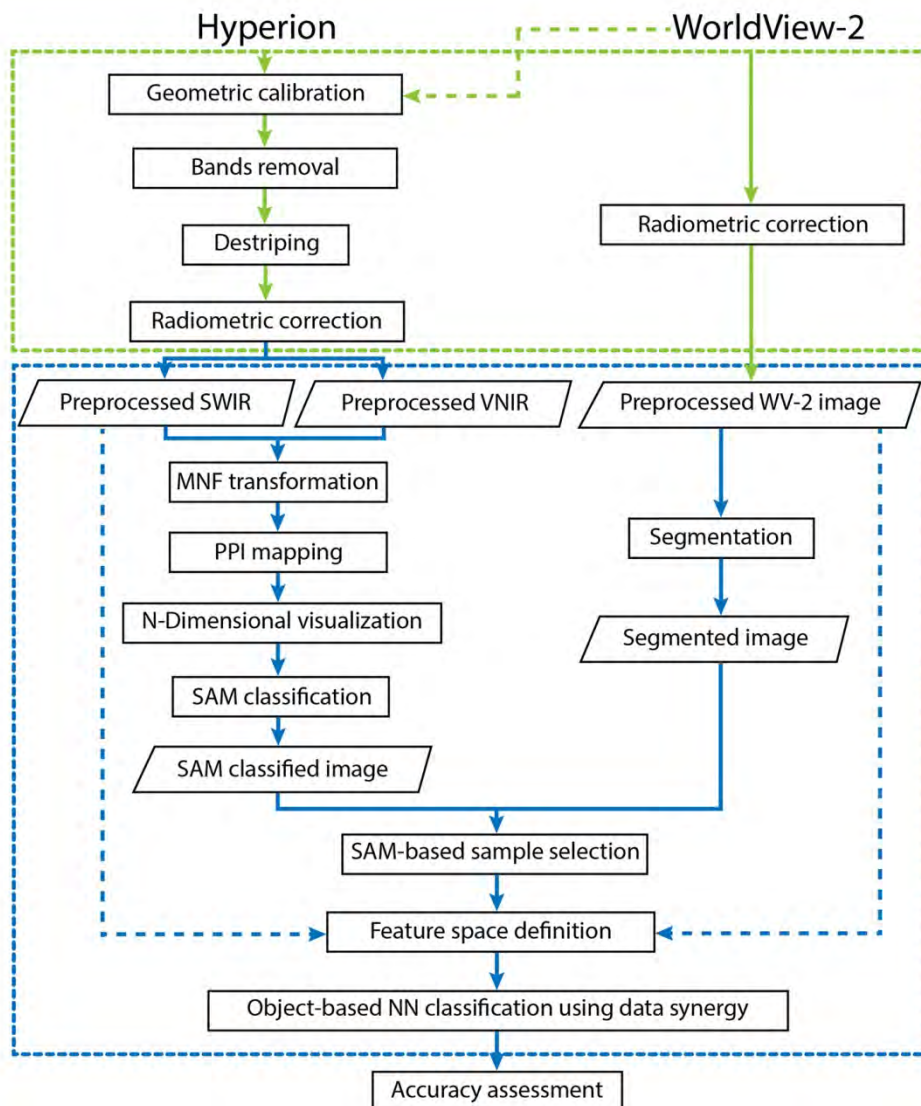 Hyperion
WorldView-2
Geometric calibration
Bands removal
Destriping
Radiometric correction
Radiometric correction
Preprocessed SWIR
Preprocessed VNIR
Preprocessed WV-2 image
MNF transformation
PPI mapping
Segmentation
N-Dimensional visualization
Segmented image
SAM classification
SAM classified image
SAM-based sample selection
Feature space definition
Object-based NN classification using data synergy
Accuracy assessment